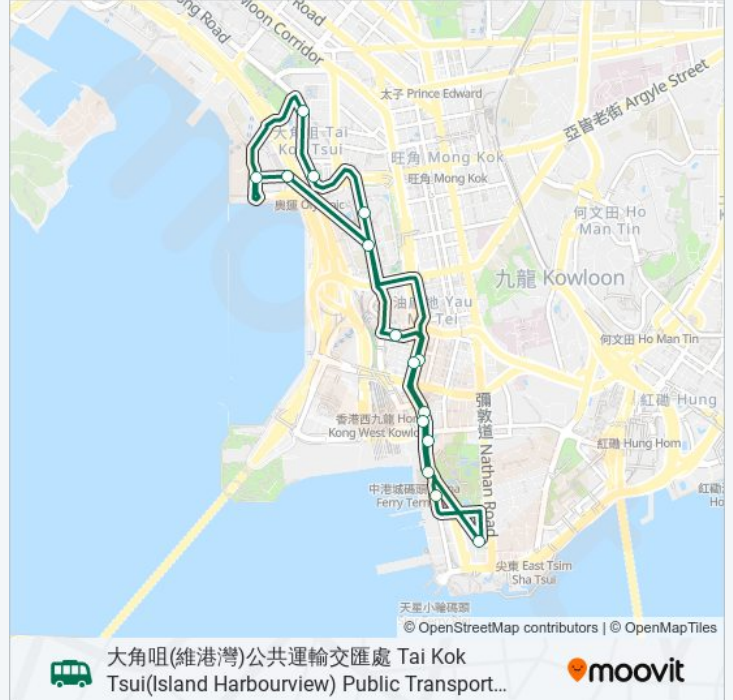 ong Road
Moon Corridor
Road
太子 Prince Edward
亞皆老街 Argyle Street
大角咀 Tai
Kok Tsui
旺角 Mong Kok
旺角 Mong Kok
奧運 Olympic
何文田 Ho
Man Tin
九龍 Kowloon
油麻地 Yau
Ma Tei
何文田 Ho Man Tin
彌敦道 Nathan Road
紅磡 Hung
香港西九龍 Hon
Kong West Kowlo
紅磡 Hung Hom
中港城碼頭 China
Ferry Term
紅磡
Ho
尖東 East Tsim
Sha Tsui
天星小輪碼頭
© OpenStreetMap contributors | © OpenMapTiles
大角咀(維港灣)公共運輸交匯處 Tai Kok
Tsui(Island Harbourview) Public Transport...
moovit